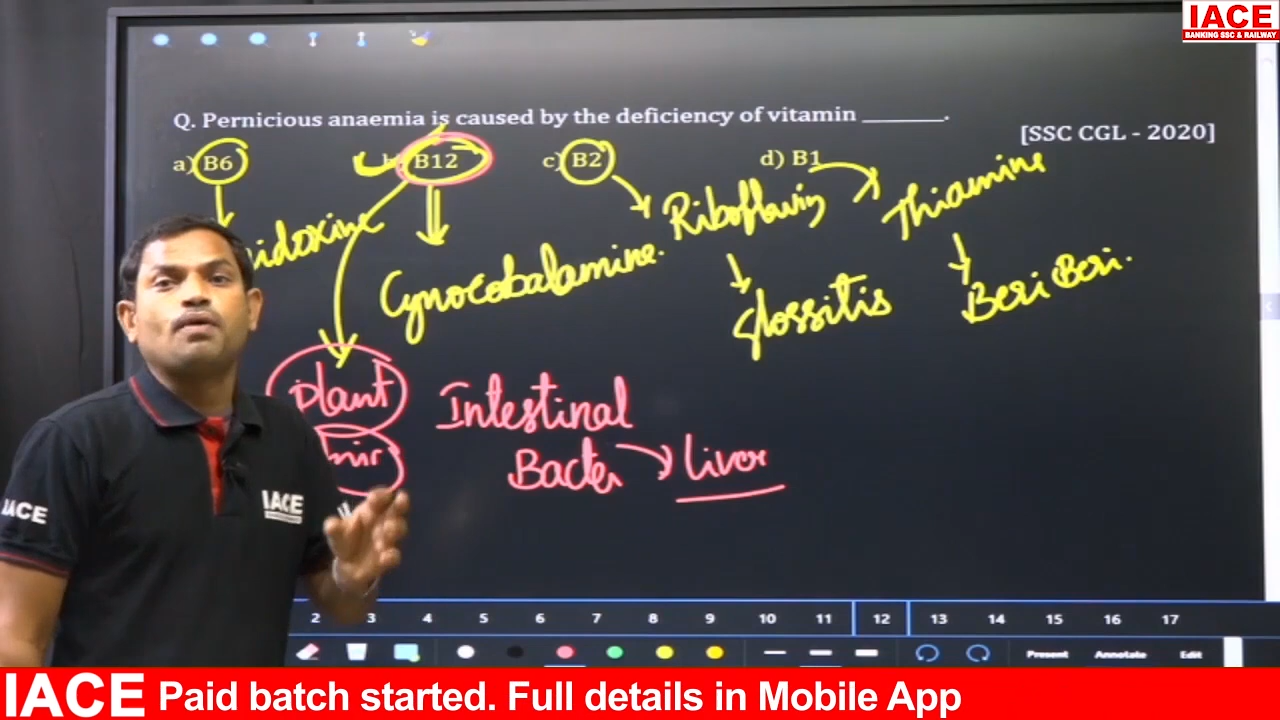 IACE
BANKING SSC & RAILWAY
Q. Pernicious anaemia is caused by the deficiency of vitamin ________.
[SSC CGL - 2020]
a) B6 B12 c) B2 d) B1
idoxine Cynocobalamine. Riboflavin Thiamine
Glossitis Beri Beri.
plant Intestinal
Bacte Liver
IACE
IACE
2 3 4 5 6 7 8 9 10 11 12 13 14 15 16 17
Present Annotate Edit
IACE Paid batch started. Full details in Mobile App